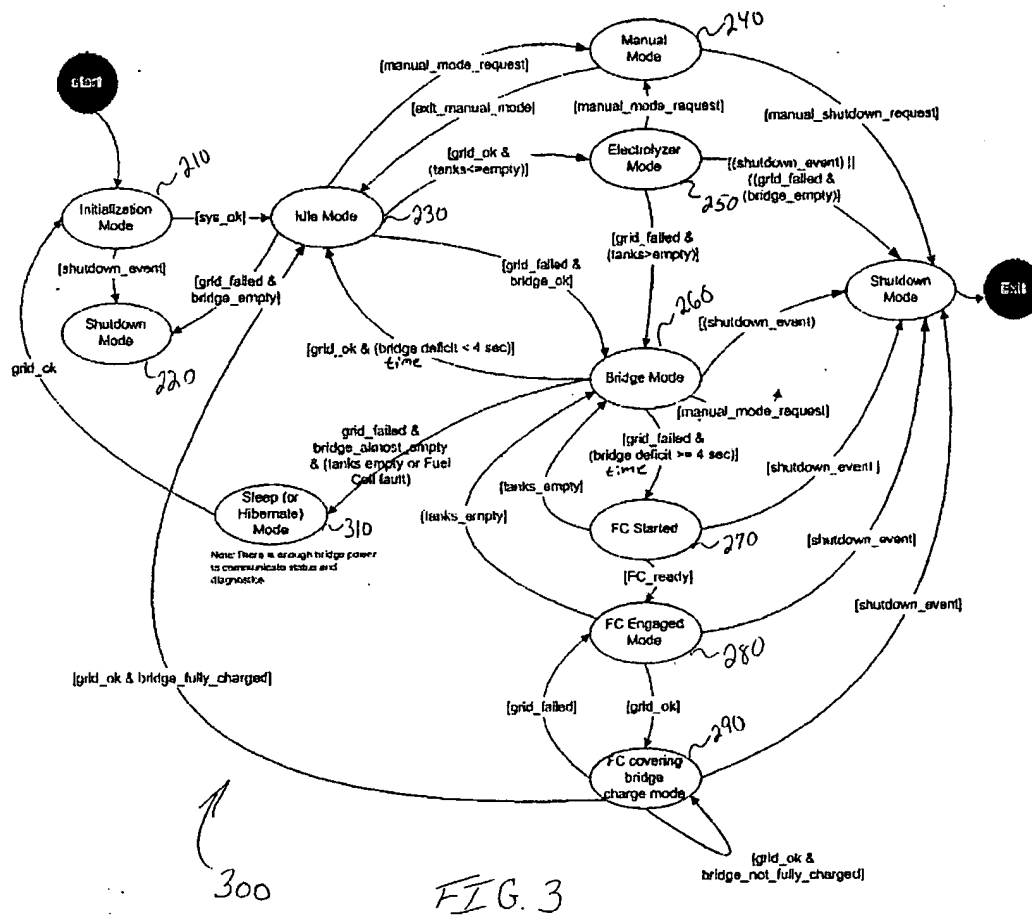 start
210
Initialization
Mode
[sys_ok]
[shutdown_event]
Shutdown
Mode
220
grid_ok
Idle Mode
230
[manual_mode_request]
[exit_manual_mode]
[grid_ok &
(tanks<=empty)]
Manual
Mode
240
[manual_mode_request]
[manual_shutdown_request]
Electrolyzer
Mode
250
[(shutdown_event) ||
((grid_failed &
(bridge_empty)]
[grid_failed &
bridge_empty]
[grid_failed &
bridge_ok]
[grid_failed &
(tanks>empty)]
Shutdown
Mode
Exit
260
[(shutdown_event)
[grid_ok & (bridge deficit < 4 sec)]
time
Bridge Mode
[manual_mode_request]
grid_failed &
bridge_almost_empty
& (tanks empty or Fuel
Cell fault)
[grid_failed &
(bridge deficit >= 4 sec)]
time
[shutdown_event]
[tanks_empty]
[tanks_empty]
Sleep (or
Hibernate)
Mode
310
Note: There is enough bridge power
to communicate status and
diagnostics
FC Started
270
[shutdown_event]
[FC_ready]
[shutdown_event]
FC Engaged
Mode
280
[grid_ok & bridge_fully_charged]
[grid_failed]
[grid_ok]
290
FC covering
bridge
charge mode
[grid_ok &
bridge_not_fully_charged]
300
FIG. 3